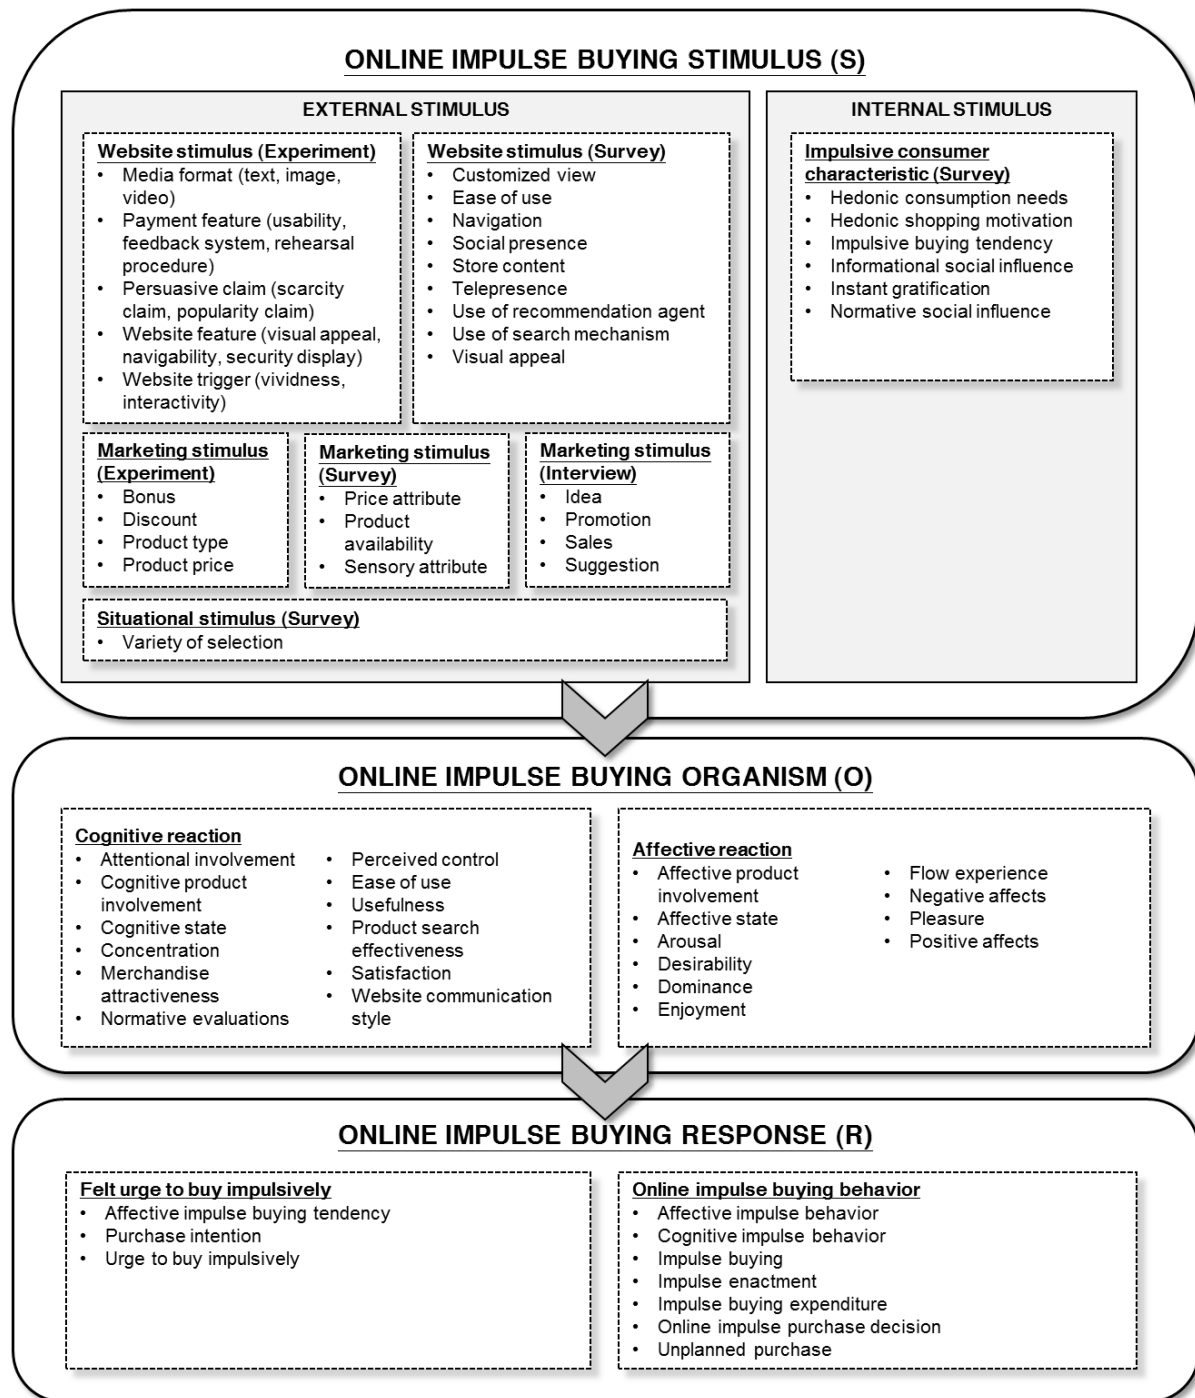 ONLINE IMPULSE BUYING STIMULUS (S)
EXTERNAL STIMULUS
Website stimulus (Experiment)
• Media format (text, image,
video)
• Payment feature (usability,
feedback system, rehearsal
procedure)
• Persuasive claim (scarcity
claim, popularity claim)
• Website feature (visual appeal,
navigability, security display)
• Website trigger (vividness,
interactivity)
Website stimulus (Survey)
• Customized view
• Ease of use
• Navigation
• Social presence
• Store content
• Telepresence
• Use of recommendation agent
• Use of search mechanism
• Visual appeal
Marketing stimulus
(Experiment)
• Bonus
• Discount
• Product type
• Product price
Marketing stimulus
(Survey)
• Price attribute
• Product
availability
• Sensory attribute
Marketing stimulus
(Interview)
• Idea
• Promotion
• Sales
• Suggestion
Situational stimulus (Survey)
• Variety of selection
INTERNAL STIMULUS
Impulsive consumer
characteristic (Survey)
• Hedonic consumption needs
• Hedonic shopping motivation
• Impulsive buying tendency
• Informational social influence
• Instant gratification
• Normative social influence
ONLINE IMPULSE BUYING ORGANISM (O)
Cognitive reaction
• Attentional involvement
• Cognitive product
involvement
• Cognitive state
• Concentration
• Merchandise
attractiveness
• Normative evaluations
• Perceived control
• Ease of use
• Usefulness
• Product search
effectiveness
• Satisfaction
• Website communication
style
Affective reaction
• Affective product
involvement
• Affective state
• Arousal
• Desirability
• Dominance
• Enjoyment
• Flow experience
• Negative affects
• Pleasure
• Positive affects
ONLINE IMPULSE BUYING RESPONSE (R)
Felt urge to buy impulsively
• Affective impulse buying tendency
• Purchase intention
• Urge to buy impulsively
Online impulse buying behavior
• Affective impulse behavior
• Cognitive impulse behavior
• Impulse buying
• Impulse enactment
• Impulse buying expenditure
• Online impulse purchase decision
• Unplanned purchase